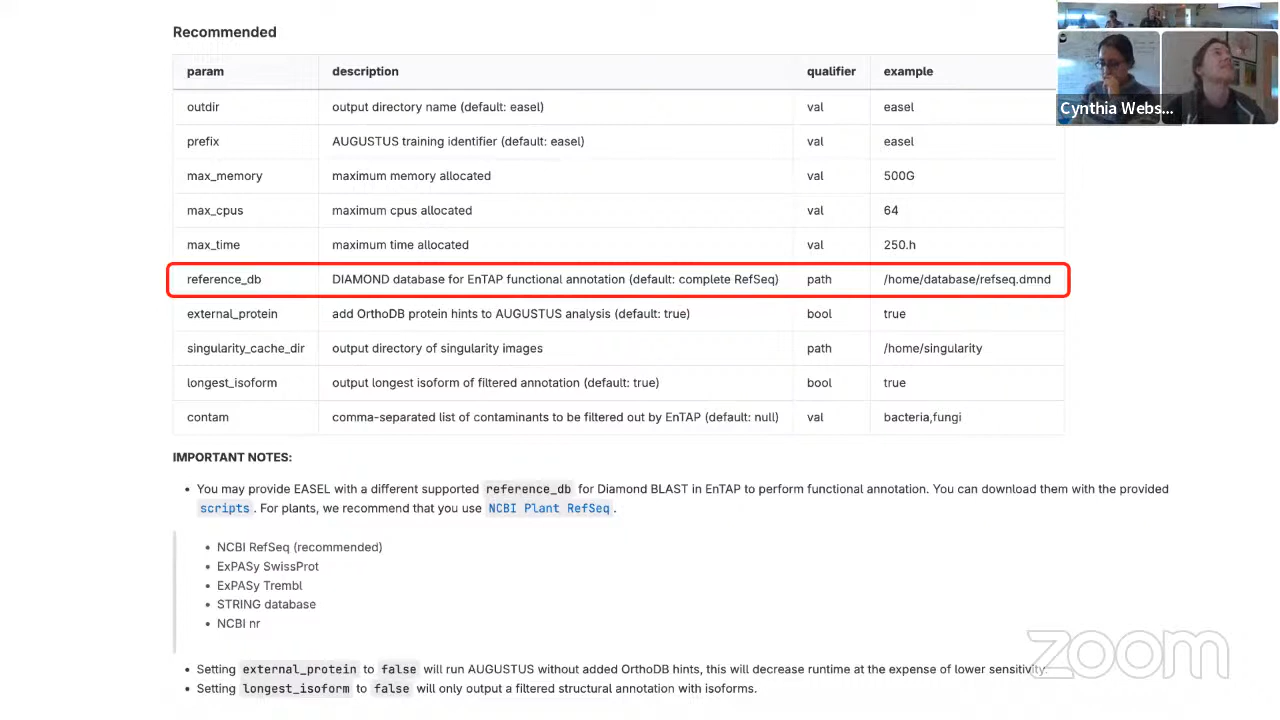 Recommended
param description qualifier example
outdir output directory name (default: easel) val easel
prefix AUGUSTUS training identifier (default: easel) val easel
max_memory maximum memory allocated val 500G
max_cpus maximum cpus allocated val 64
max_time maximum time allocated val 250.h
reference_db DIAMOND database for EnTAP functional annotation (default: complete RefSeq) path /home/database/refseq.dmnd
external_protein add OrthoDB protein hints to AUGUSTUS analysis (default: true) bool true
singularity_cache_dir output directory of singularity images path /home/singularity
longest_isoform output longest isoform of filtered annotation (default: true) bool true
contam comma-separated list of contaminants to be filtered out by EnTAP (default: null) val bacteria,fungi
IMPORTANT NOTES:
• You may provide EASEL with a different supported reference_db for Diamond BLAST in EnTAP to perform functional annotation. You can download them with the provided
scripts. For plants, we recommend that you use NCBI Plant RefSeq.
• NCBI RefSeq (recommended)
• ExPASy SwissProt
• ExPASy Trembl
• STRING database
• NCBI nr
• Setting external_protein to false will run AUGUSTUS without added OrthoDB hints, this will decrease runtime at the expense of lower sensitivity.
• Setting longest_isoform to false will only output a filtered structural annotation with isoforms.
Cynthia Webs...
zoom